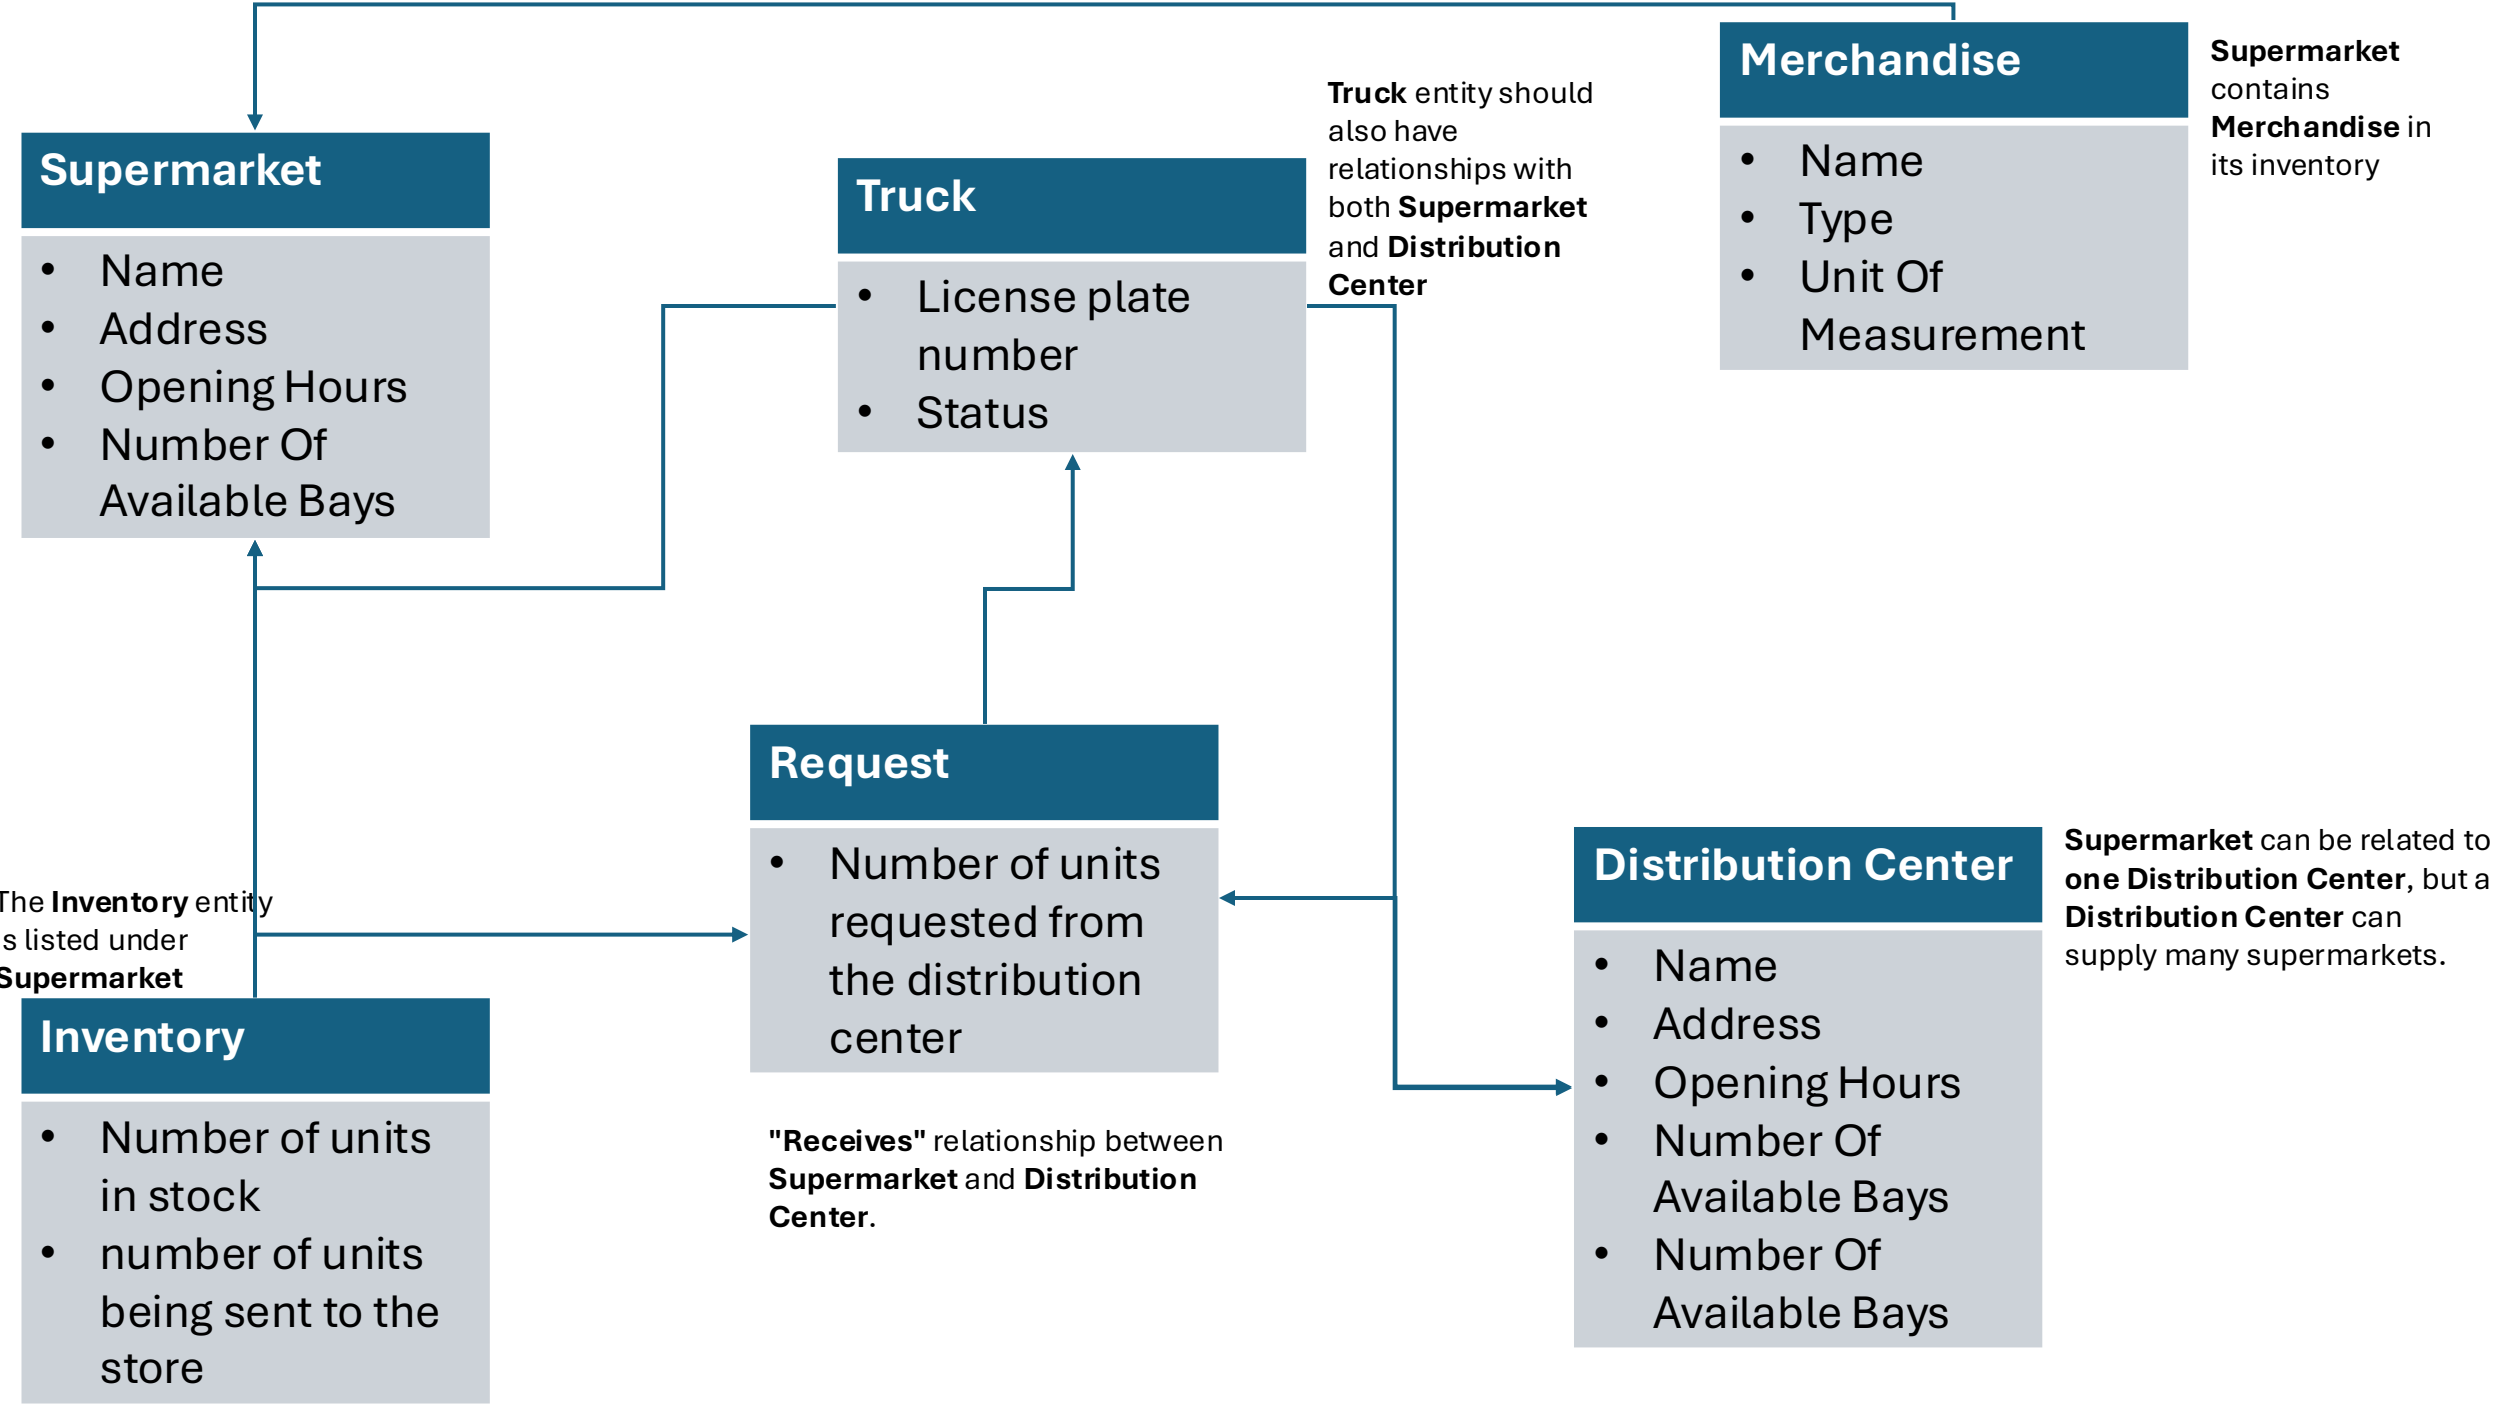 Merchandise
• Name
• Type
• Unit Of
Measurement
Supermarket
contains
Merchandise in
its inventory
Truck entity should
also have
relationships with
both Supermarket
and Distribution
Center
Supermarket
• Name
• Address
• Opening Hours
• Number Of
Available Bays
Truck
• License plate
number
• Status
Request
• Number of units
requested from
the distribution
center
"Receives" relationship between
Supermarket and Distribution
Center.
Distribution Center
• Name
• Address
• Opening Hours
• Number Of
Available Bays
• Number Of
Available Bays
Supermarket can be related to
one Distribution Center, but a
Distribution Center can
supply many supermarkets.
The Inventory entity
s listed under
Supermarket
Inventory
• Number of units
in stock
• number of units
being sent to the
store